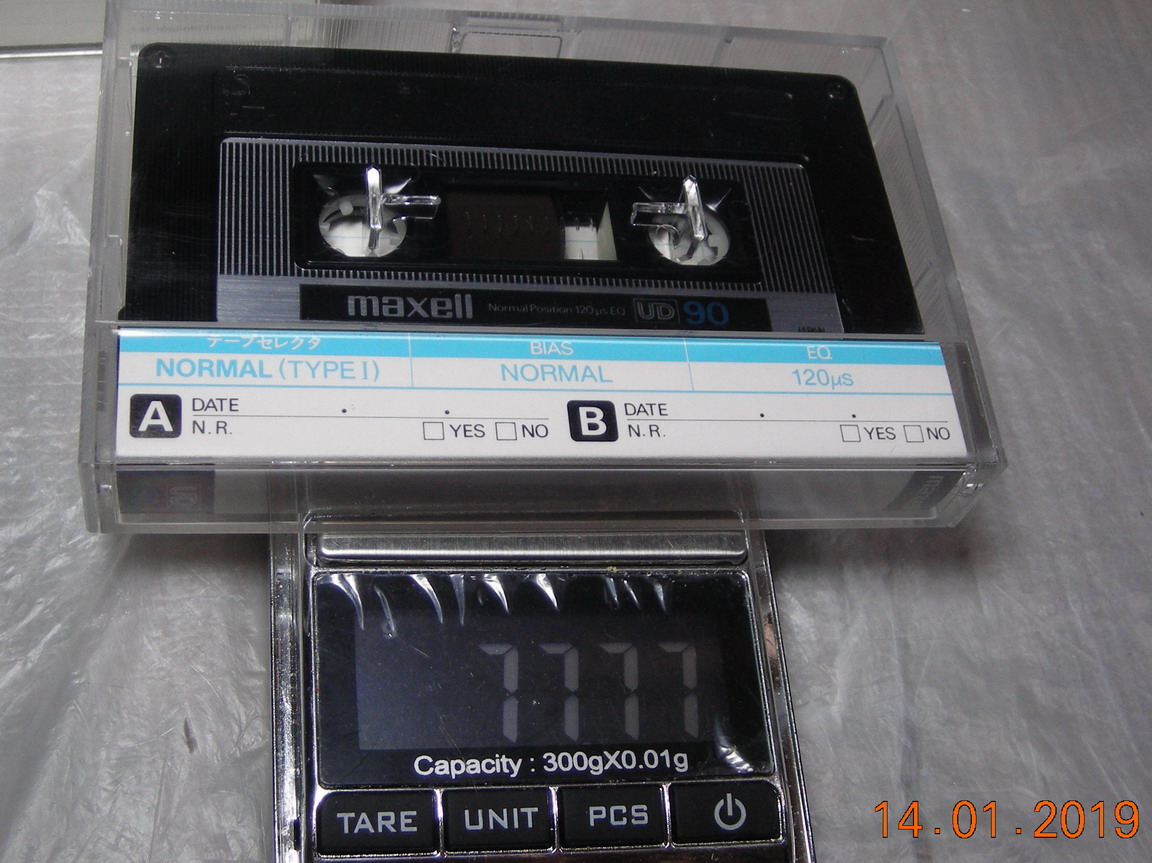 maxell Normal Position 120μs EQ UD 90
テープセレクタ BIAS EQ
NORMAL (TYPE I) NORMAL 120μs
A DATE . . B DATE . .
N.R. YES NO N.R. YES NO
7777
Capacity : 300gX0.01g
TARE UNIT PCS
14.01.2019